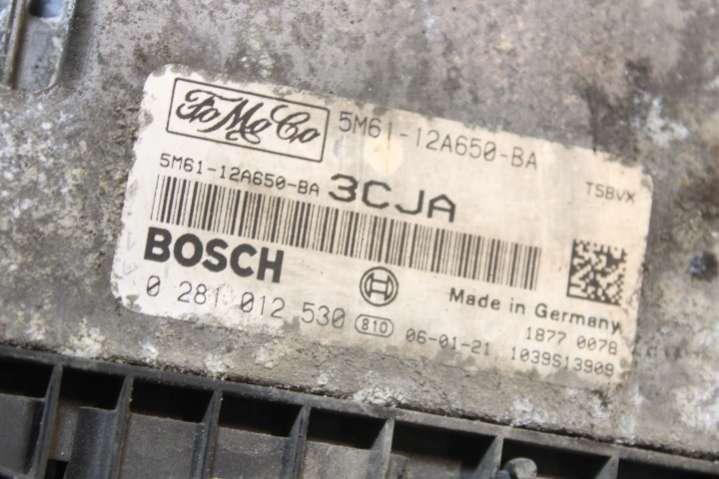 FoMoCo 5M61-12A650-BA
5M61-12A650-BA 3CJA TSBVX
BOSCH
0 281 012 530 810 06-01-21
Made in Germany
1877 0078
1039S13909